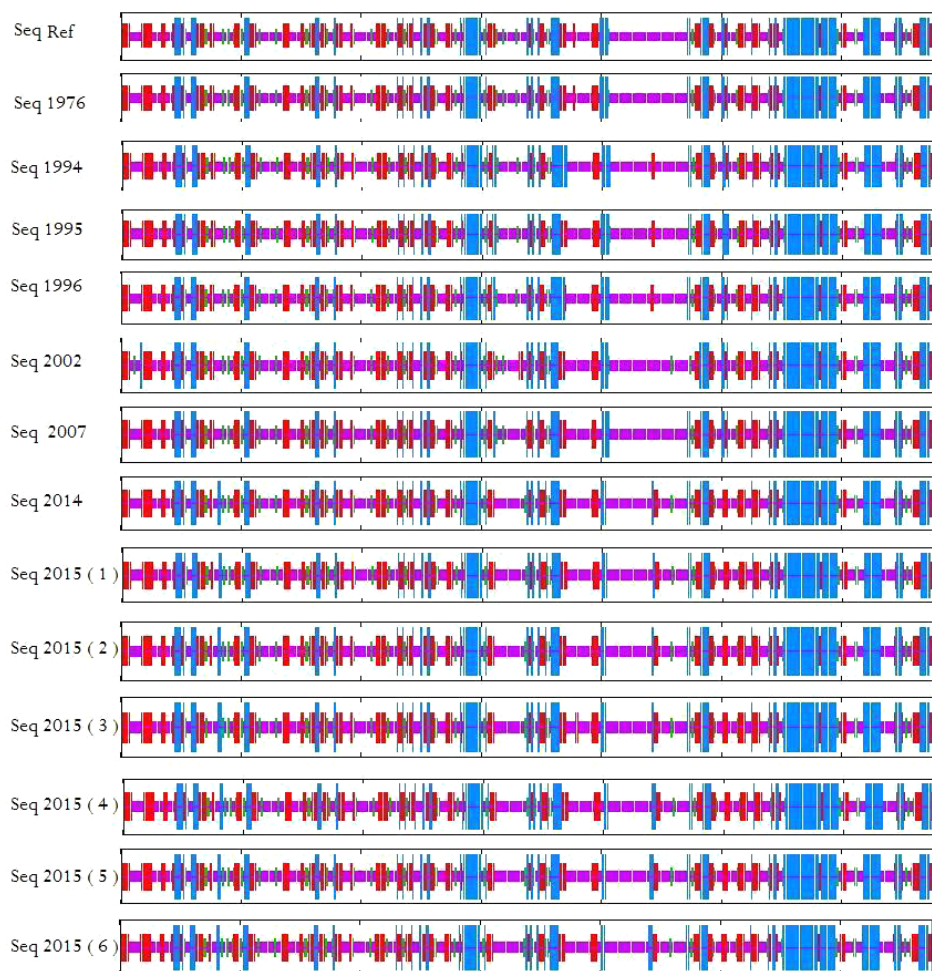 Seq Ref
Seq 1976
Seq 1994
Seq 1995
Seq 1996
Seq 2002
Seq 2007
Seq 2014
Seq 2015 ( 1 )
Seq 2015 ( 2 )
Seq 2015 ( 3 )
Seq 2015 ( 4 )
Seq 2015 ( 5 )
Seq 2015 ( 6 )